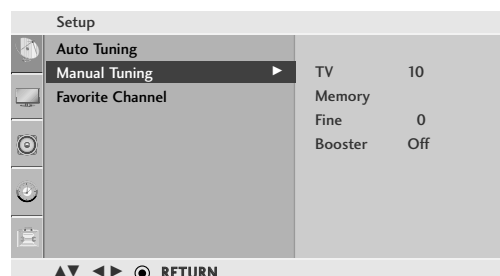 Setup
Auto Tuning
Manual Tuning ►
Favorite Channel
TV 10
Memory
Fine 0
Booster Off
▲▼ ◄► ◉ RETURN